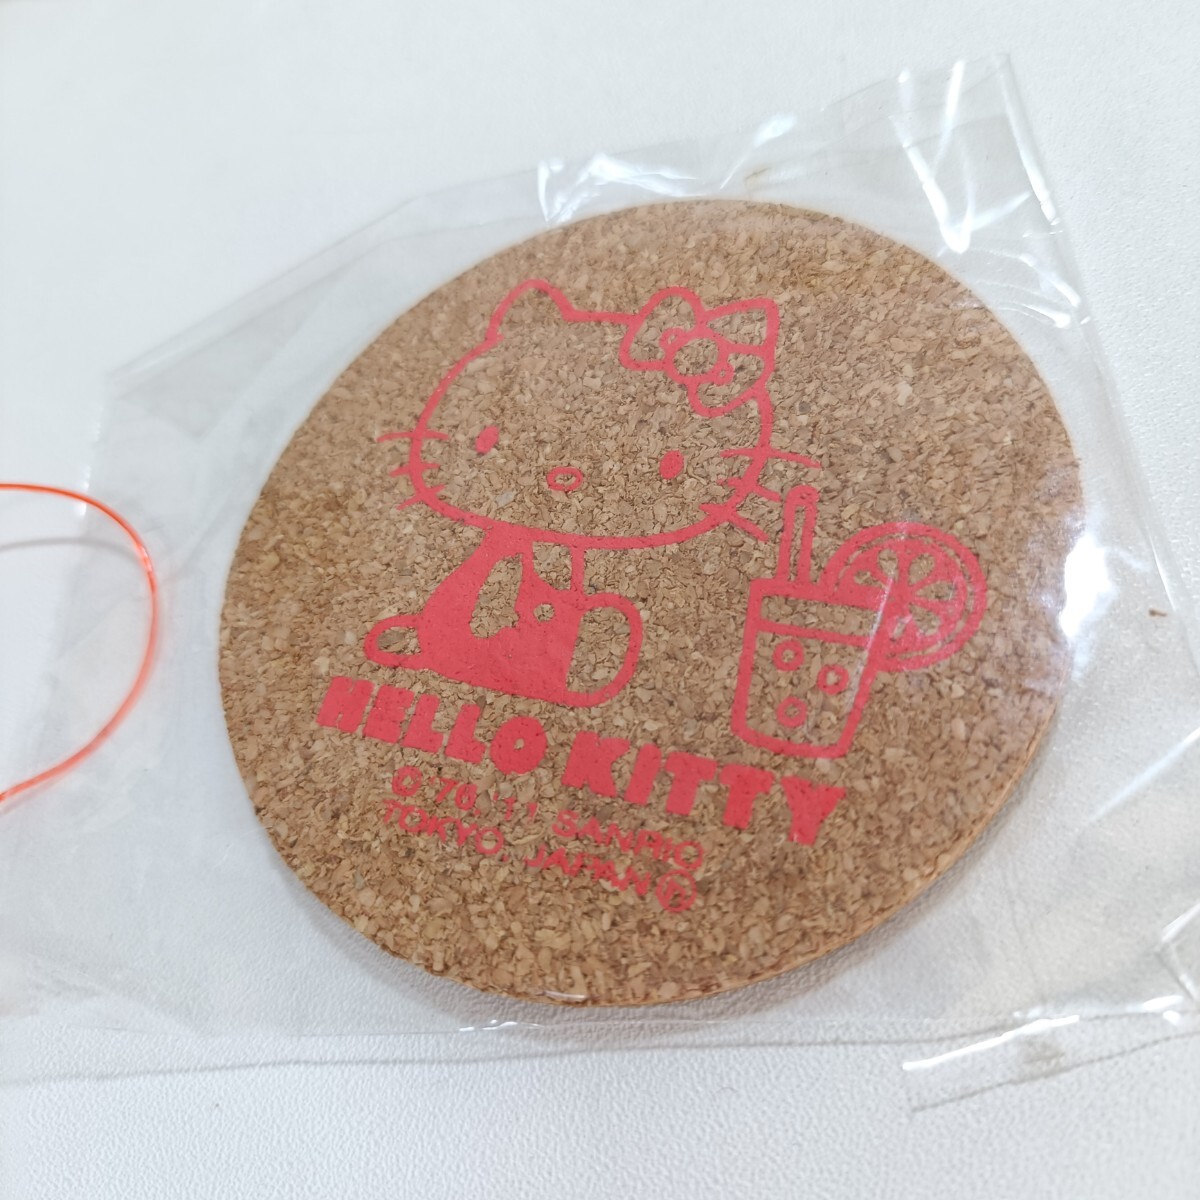 HELLO KITTY
©'76,'11 SANRIO
TOKYO, JAPAN Ⓗ